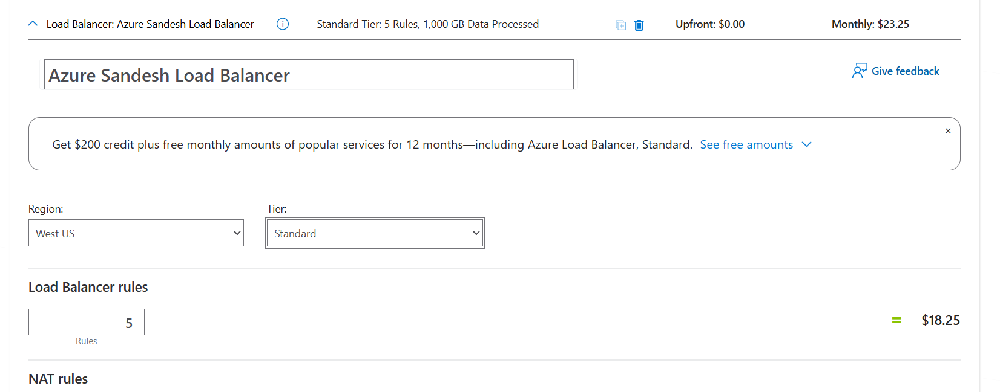 Load Balancer: Azure Sandesh Load Balancer Standard Tier: 5 Rules, 1,000 GB Data Processed Upfront: $0.00 Monthly: $23.25
Azure Sandesh Load Balancer
Give feedback
Get $200 credit plus free monthly amounts of popular services for 12 months—including Azure Load Balancer, Standard. See free amounts
Region: Tier:
West US Standard
Load Balancer rules
5 = $18.25
Rules
NAT rules